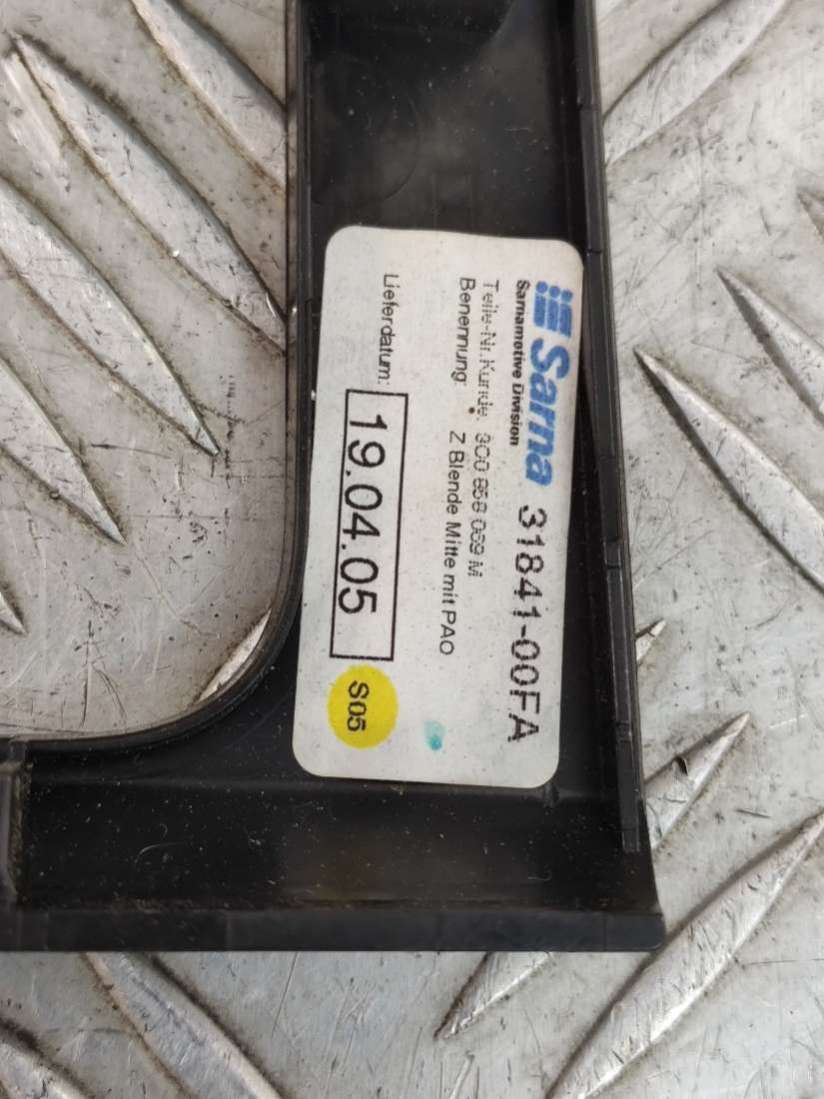 Sarna 31841-00FA
Sarnamotive Division
Teile-Nr.Kunde: 3C0 858 069 M
Benennung: Z Blende Mitte mit PAO
Lieferdatum: 19.04.05
S05